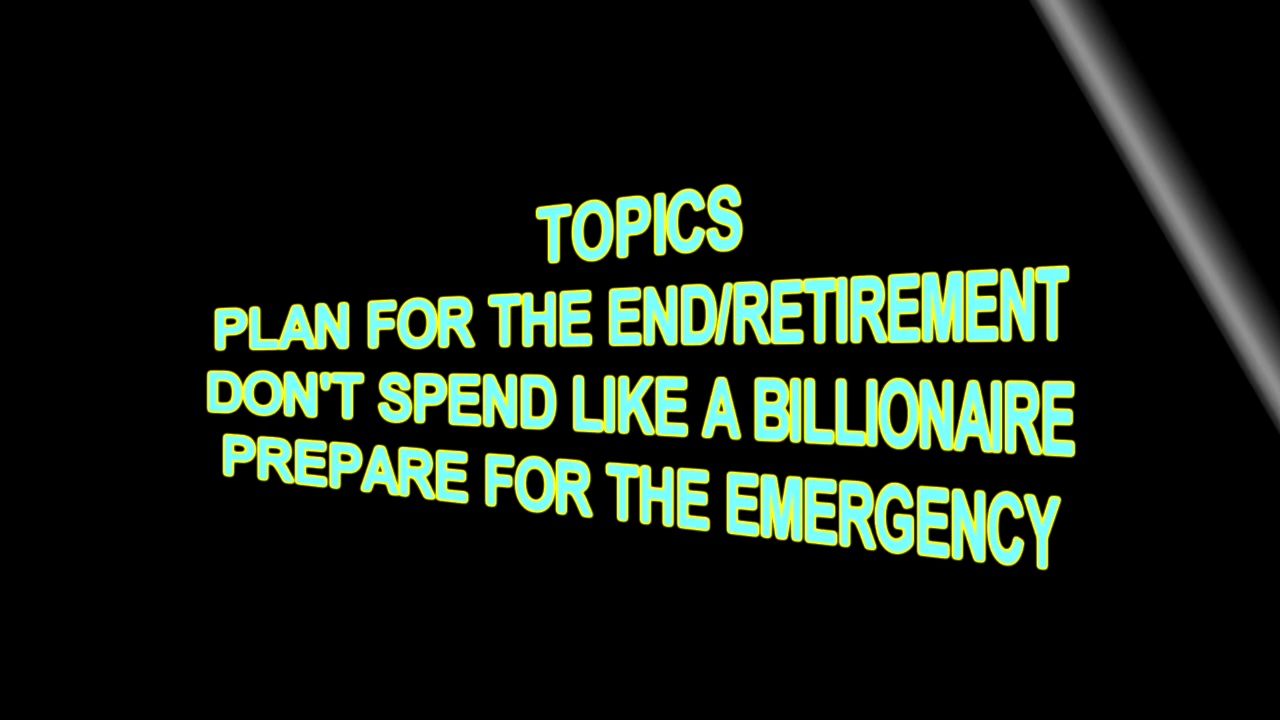 TOPICS
PLAN FOR THE END/RETIREMENT
DON'T SPEND LIKE A BILLIONAIRE
PREPARE FOR THE EMERGENCY